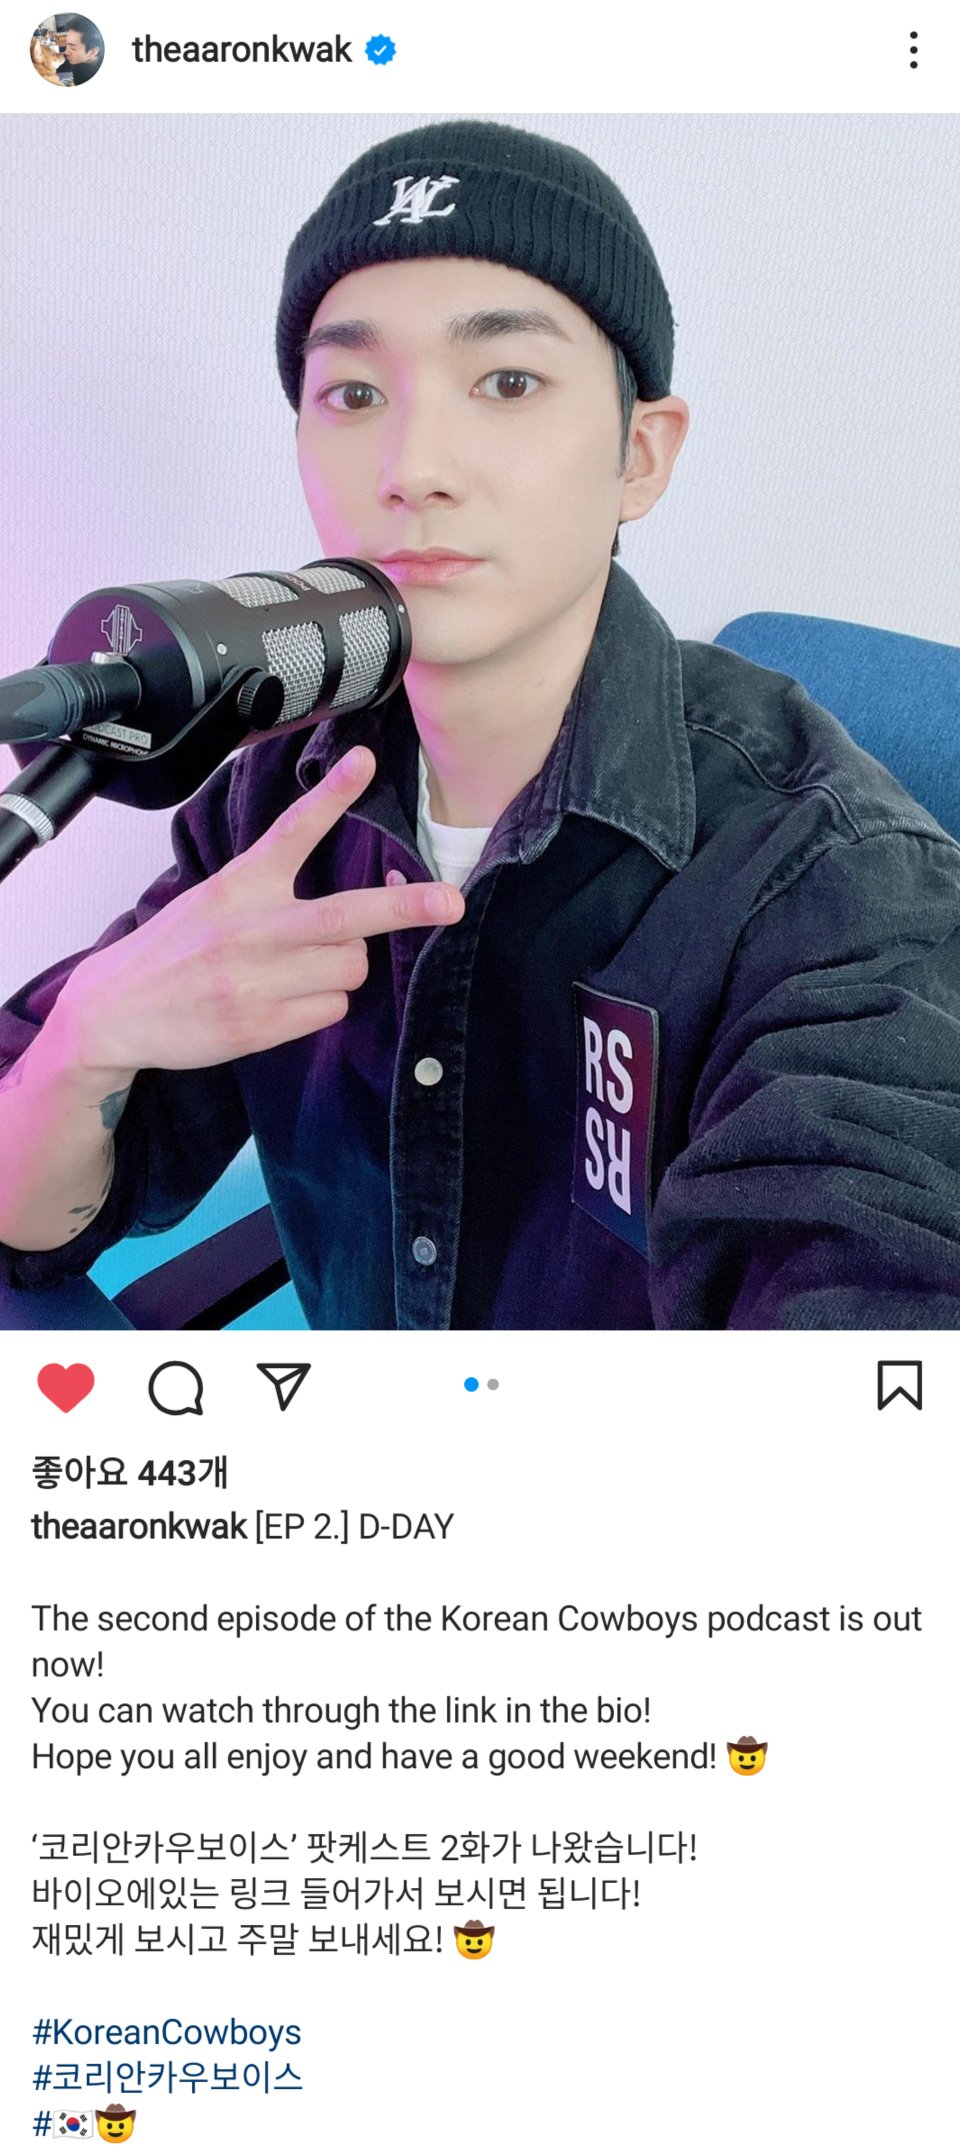 theaaronkwak
WAL
PODCAST PRO
DYNAMIC MICROPHONE
RS
RS
좋아요 443개
theaaronkwak [EP 2.] D-DAY
The second episode of the Korean Cowboys podcast is out
now!
You can watch through the link in the bio!
Hope you all enjoy and have a good weekend! 🤠
‘코리안카우보이스’ 팟케스트 2화가 나왔습니다!
바이오에있는 링크 들어가서 보시면 됩니다!
재밌게 보시고 주말 보내세요! 🤠
#KoreanCowboys
#코리안카우보이스
#🇰🇷🤠